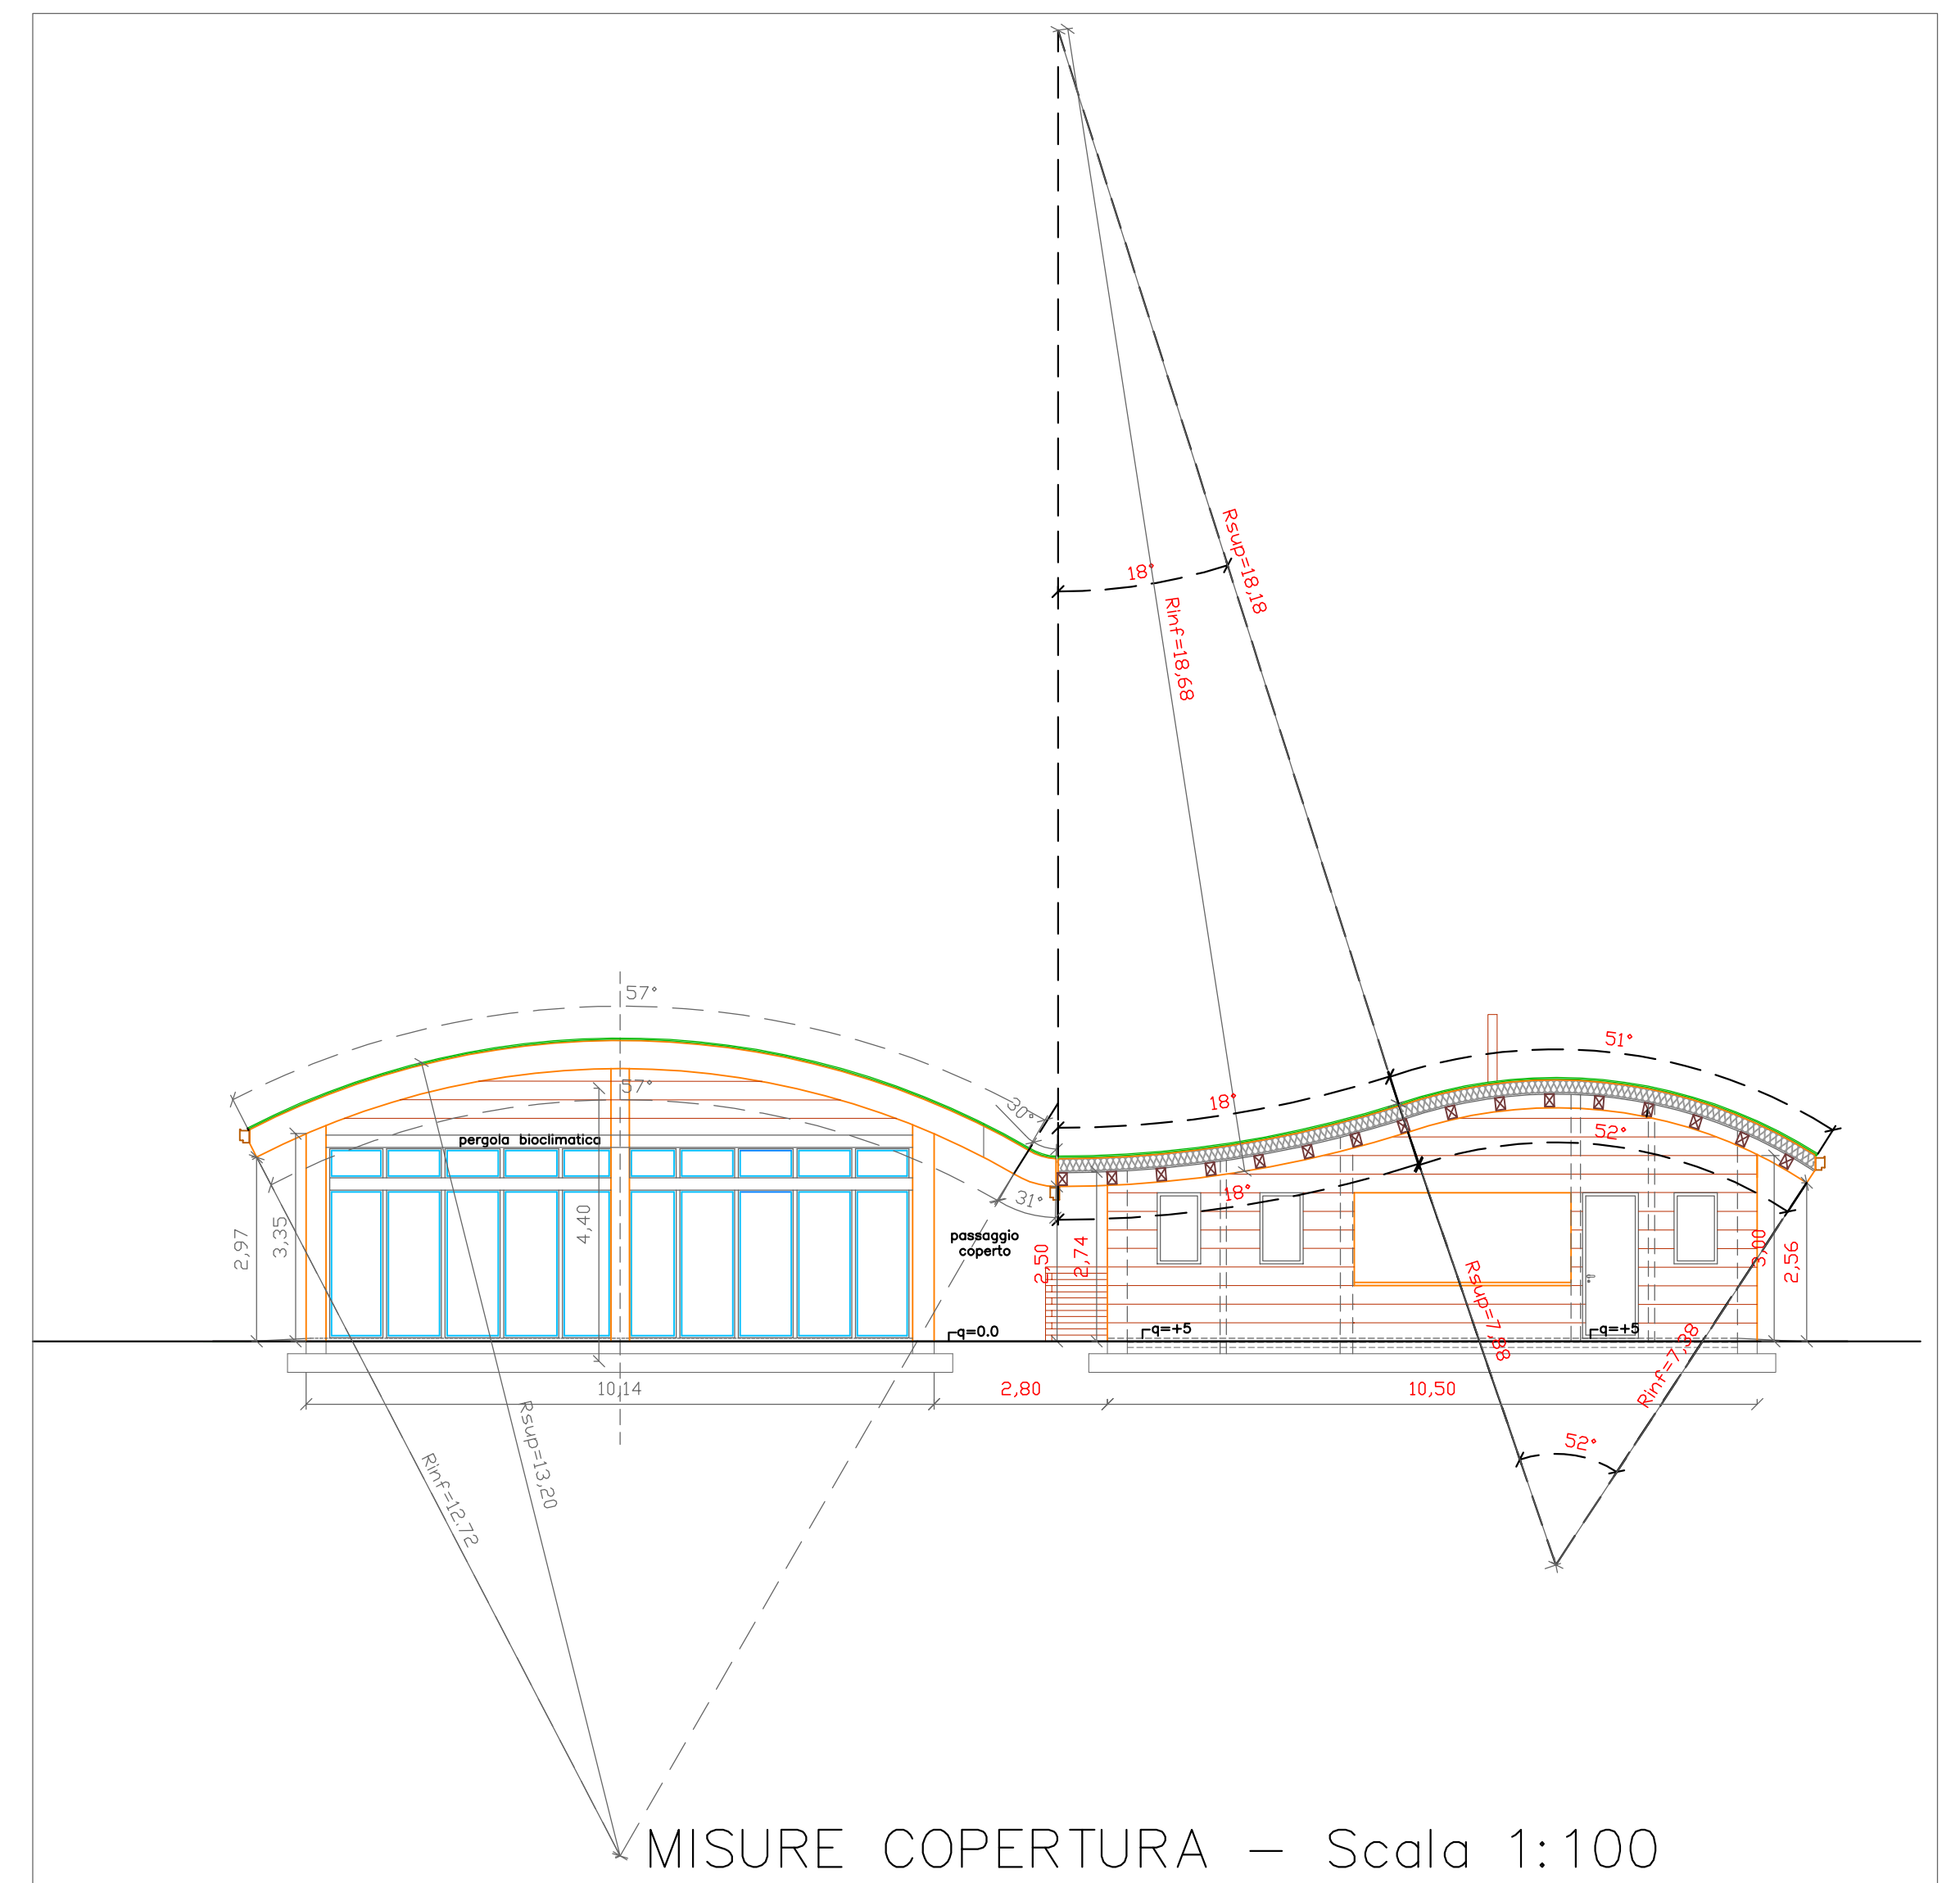 18°
Rsup=18,18
Rinf=18,68
57°
57°
30°
18°
51°
52°
pergola bioclimatica
31°
18°
2,97
3,35
4,40
passaggio
coperto
2,50
2,74
3,00
2,56
q=0.0
q=+5
q=+5
Rsup=7,88
Rinf=7,38
10,14
2,80
10,50
Rsup=13,20
Rinf=12.72
52°
MISURE COPERTURA - Scala 1:100